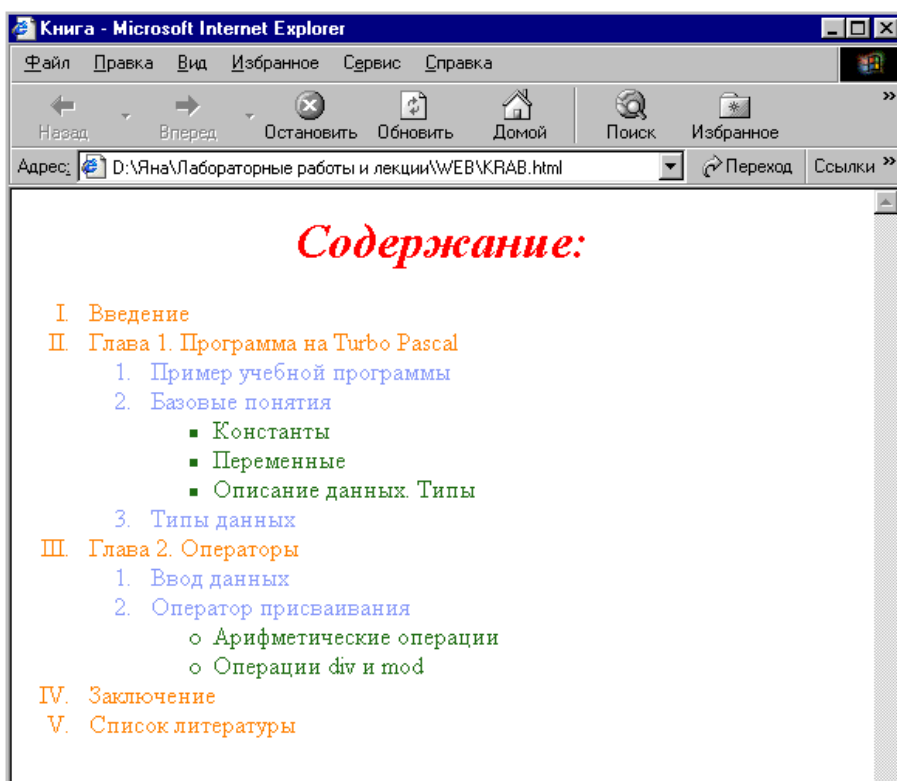 Книга - Microsoft Internet Explorer
Файл Правка Вид Избранное Сервис Справка
Назад Вперед Остановить Обновить Домой Поиск Избранное »
Адрес: D:\Яна\Лабораторные работы и лекции\WEB\KRAB.html Переход Ссылки »
Содержание:
I. Введение
II. Глава 1. Программа на Turbo Pascal
1. Пример учебной программы
2. Базовые понятия
▪ Константы
▪ Переменные
▪ Описание данных. Типы
3. Типы данных
III. Глава 2. Операторы
1. Ввод данных
2. Оператор присваивания
o Арифметические операции
o Операции div и mod
IV. Заключение
V. Список литературы